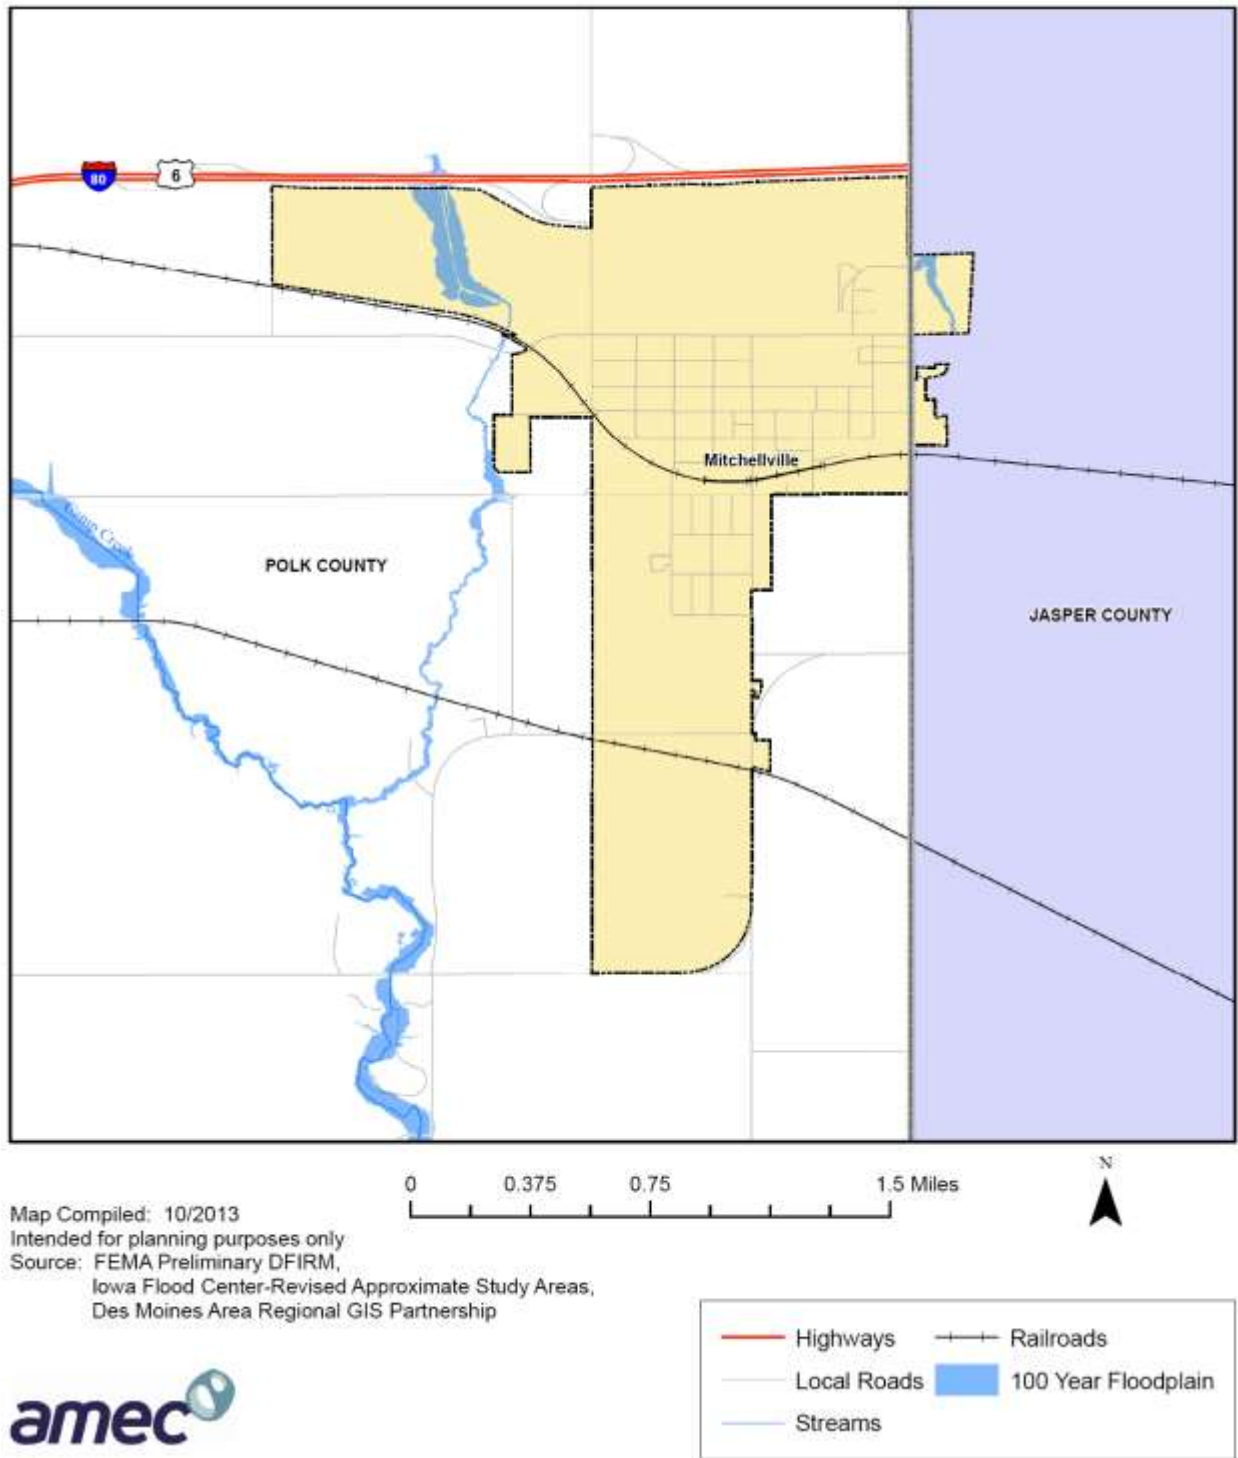 80
6
Mitchellville
Camp Creek
POLK COUNTY
JASPER COUNTY
0 0.375 0.75 1.5 Miles
N
Map Compiled: 10/2013
Intended for planning purposes only
Source: FEMA Preliminary DFIRM,
Iowa Flood Center-Revised Approximate Study Areas,
Des Moines Area Regional GIS Partnership
Highways Railroads
Local Roads 100 Year Floodplain
Streams
amec